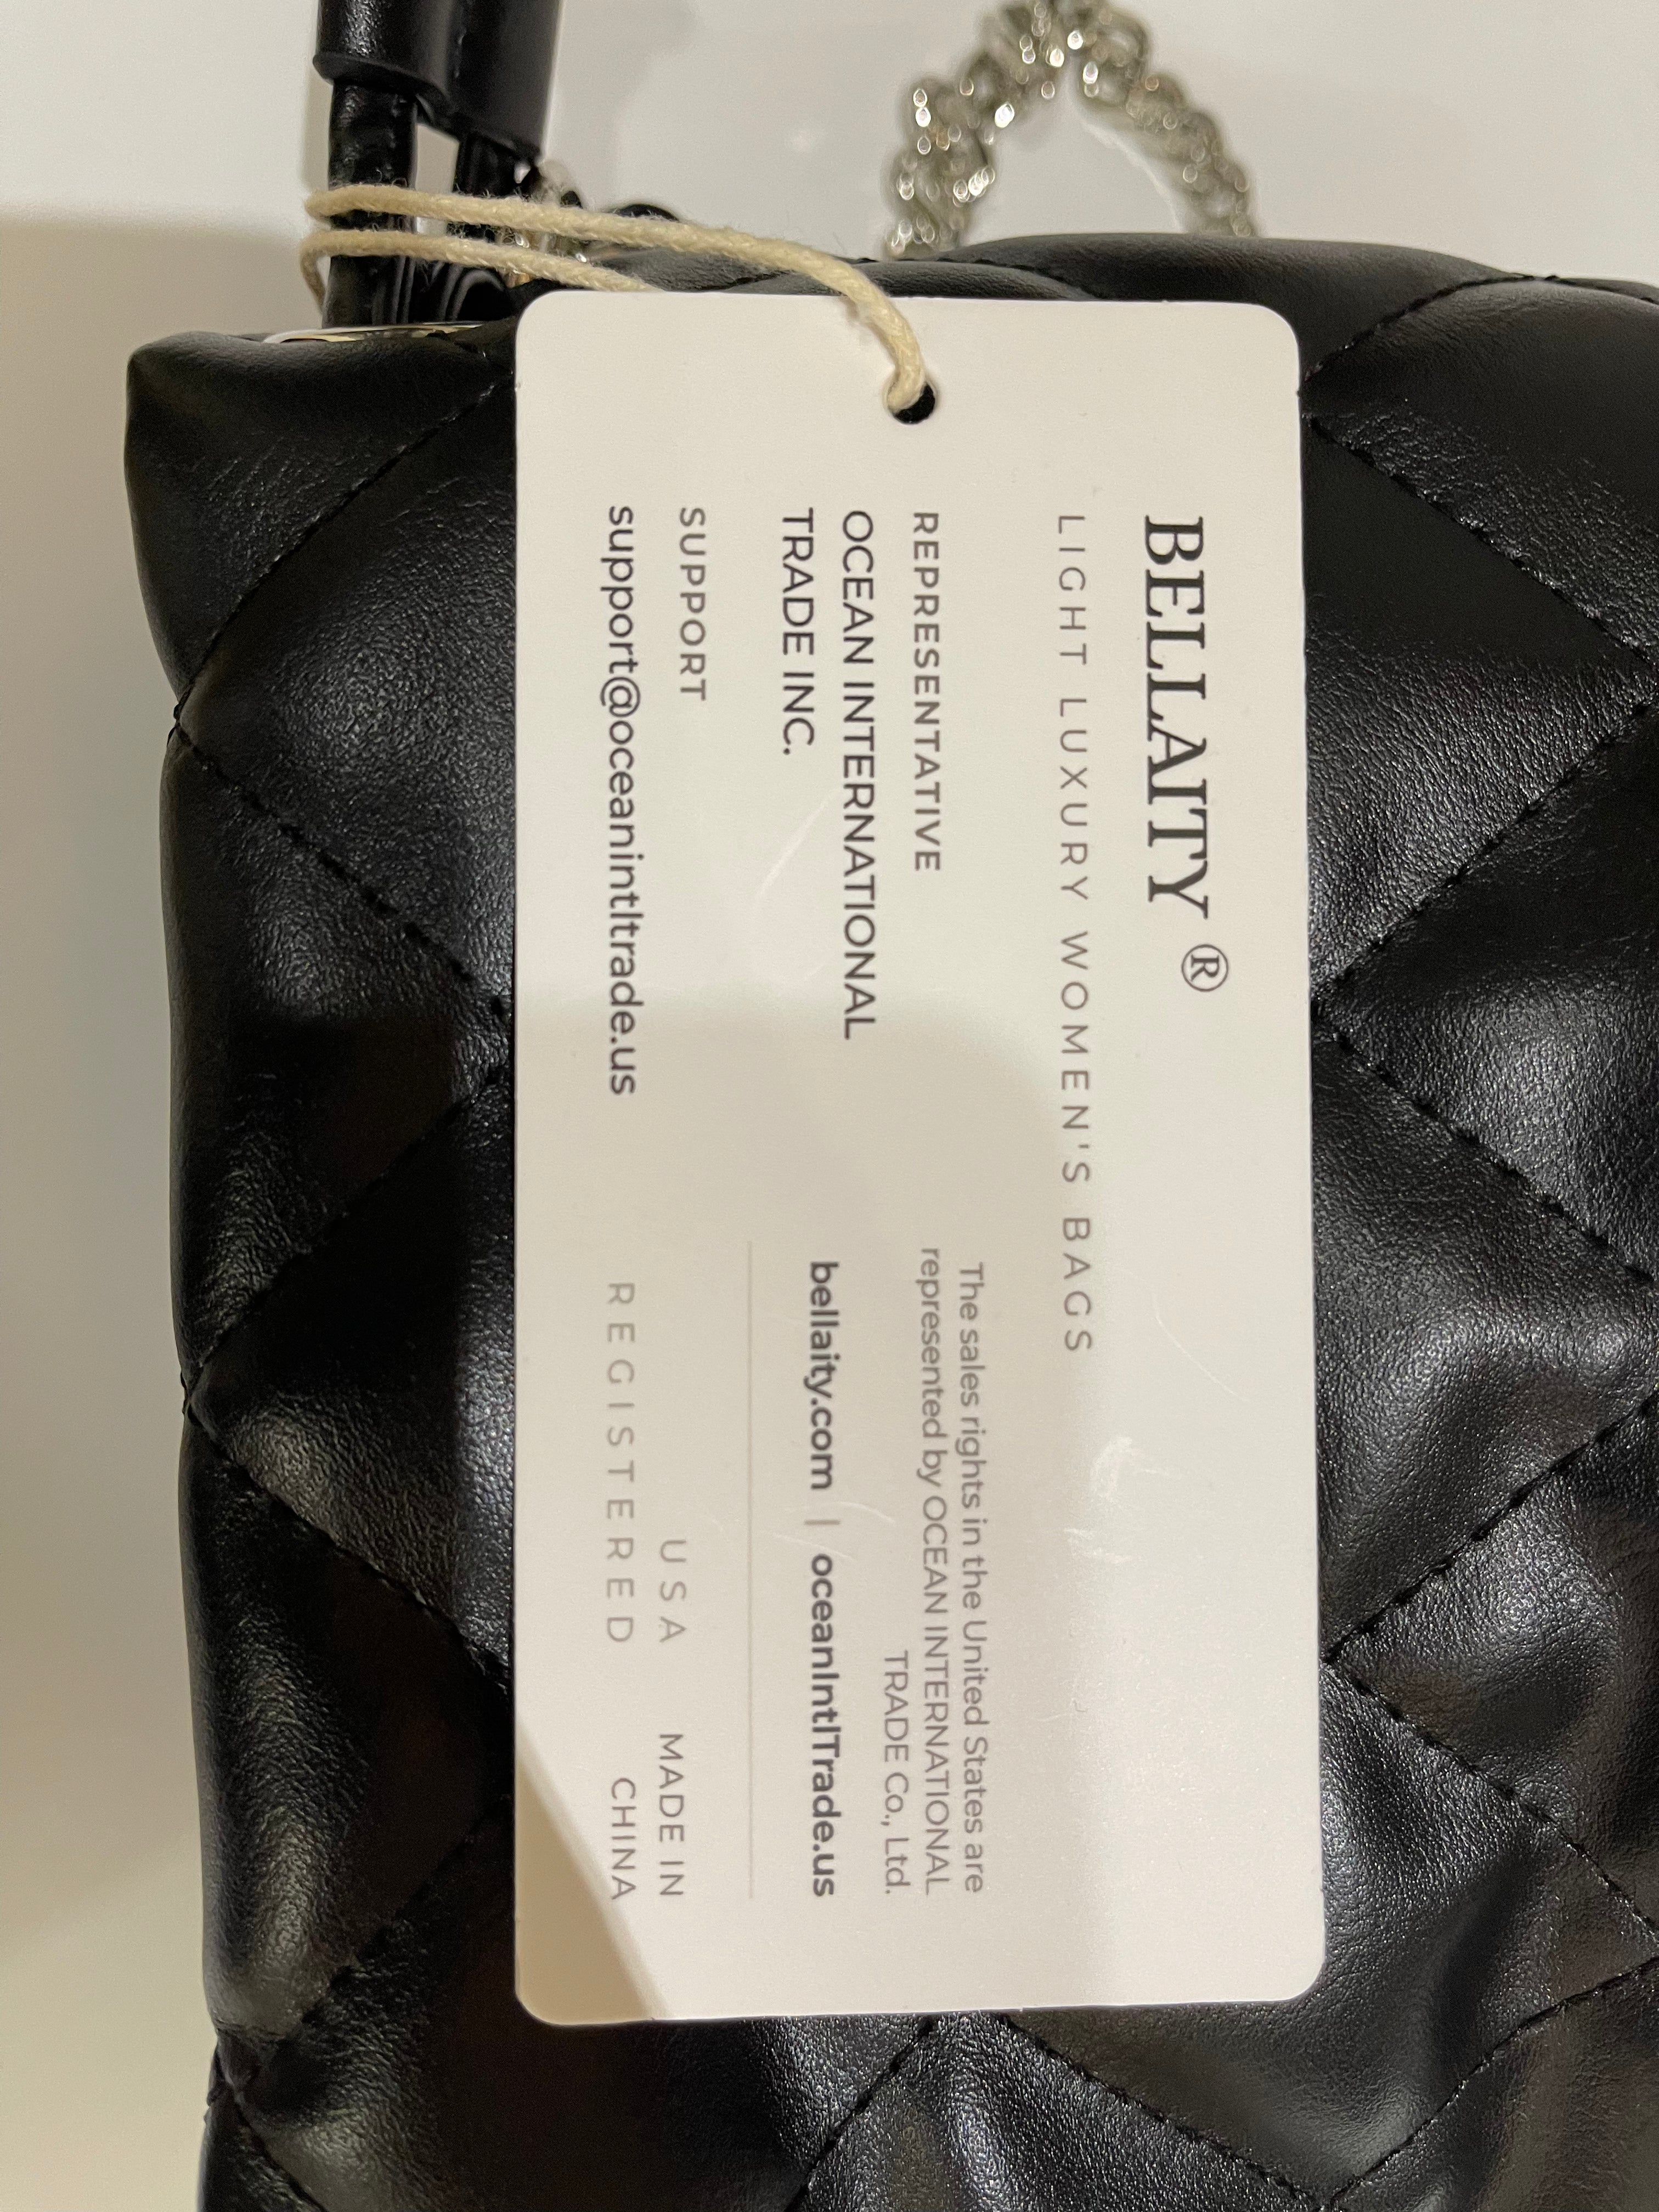 BELLAITY ®
LIGHT LUXURY WOMEN'S BAGS
REPRESENTATIVE
OCEAN INTERNATIONAL
TRADE INC.
SUPPORT
support@oceanintltrade.us
The sales rights in the United States are
represented by OCEAN INTERNATIONAL
TRADE Co., Ltd.
bellaity.com | oceanIntlTrade.us
USA
REGISTERED
MADE IN
CHINA